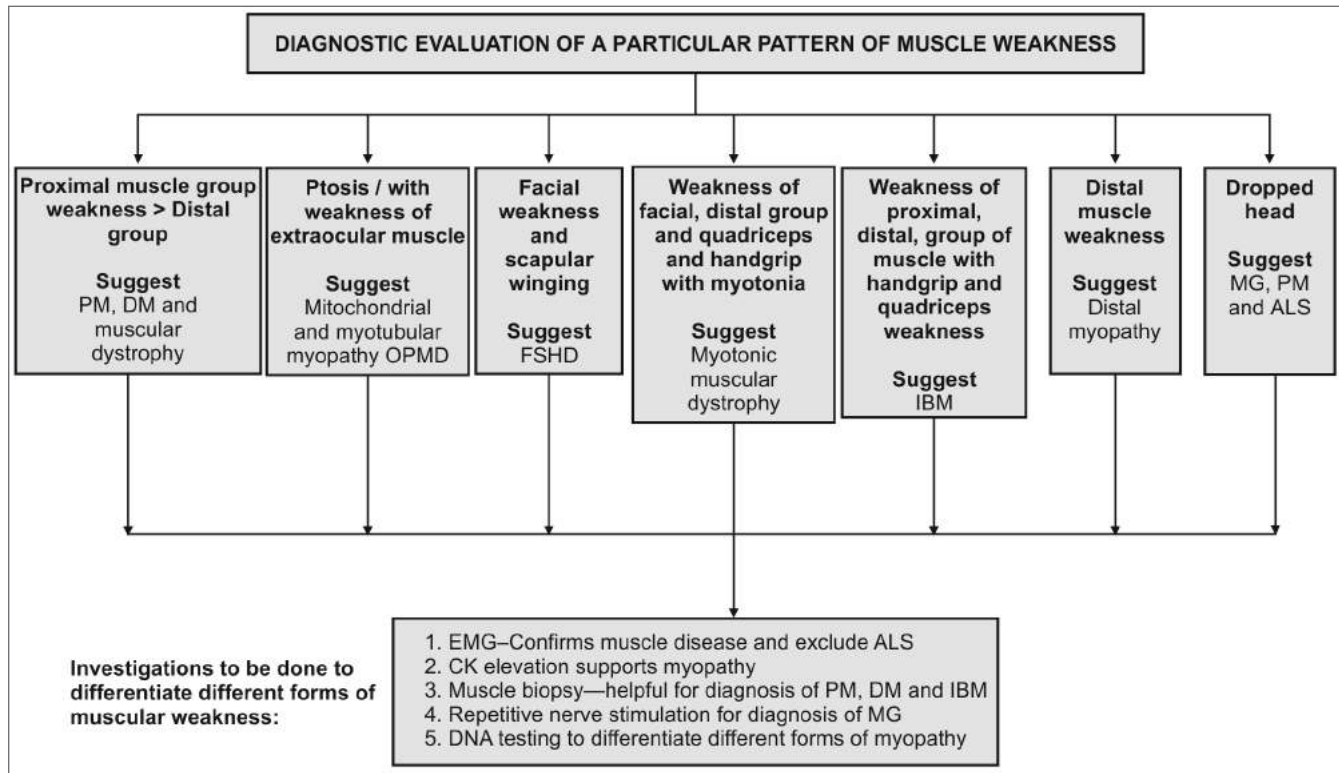 DIAGNOSTIC EVALUATION OF A PARTICULAR PATTERN OF MUSCLE WEAKNESS
Proximal muscle group
weakness > Distal
group
Suggest
PM, DM and
muscular
dystrophy
Ptosis / with
weakness of
extraocular muscle
Suggest
Mitochondrial
and myotubular
myopathy OPMD
Facial
weakness
and
scapular
winging
Suggest
FSHD
Weakness of
facial, distal group
and quadriceps
and handgrip
with myotonia
Suggest
Myotonic
muscular
dystrophy
Weakness of
proximal,
distal, group of
muscle with
handgrip and
quadriceps
weakness
Suggest
IBM
Distal
muscle
weakness
Suggest
Distal
myopathy
Dropped
head
Suggest
MG, PM
and ALS
Investigations to be done to
differentiate different forms of
muscular weakness:
1. EMG–Confirms muscle disease and exclude ALS
2. CK elevation supports myopathy
3. Muscle biopsy—helpful for diagnosis of PM, DM and IBM
4. Repetitive nerve stimulation for diagnosis of MG
5. DNA testing to differentiate different forms of myopathy